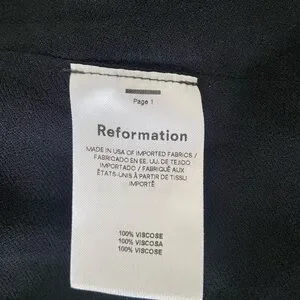 Page 1
Reformation
MADE IN USA OF IMPORTED FABRICS /
FABRICADO EN EE. UU. DE TEJIDO
IMPORTADO / FABRIQUÉ AUX
ÉTATS-UNIS À PARTIR DE TISSU
IMPORTÉ
100% VISCOSE
100% VISCOSA
100% VISCOSE